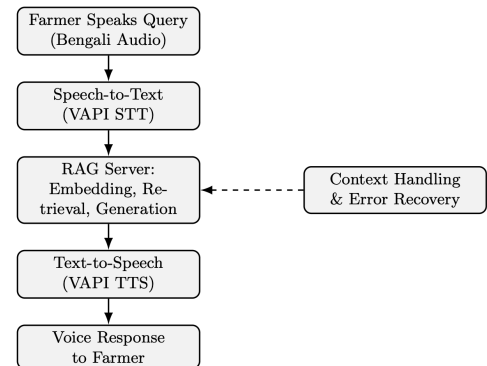 Farmer Speaks Query
(Bengali Audio)
Speech-to-Text
(VAPI STT)
RAG Server:
Embedding, Re-
trieval, Generation
Context Handling
& Error Recovery
Text-to-Speech
(VAPI TTS)
Voice Response
to Farmer